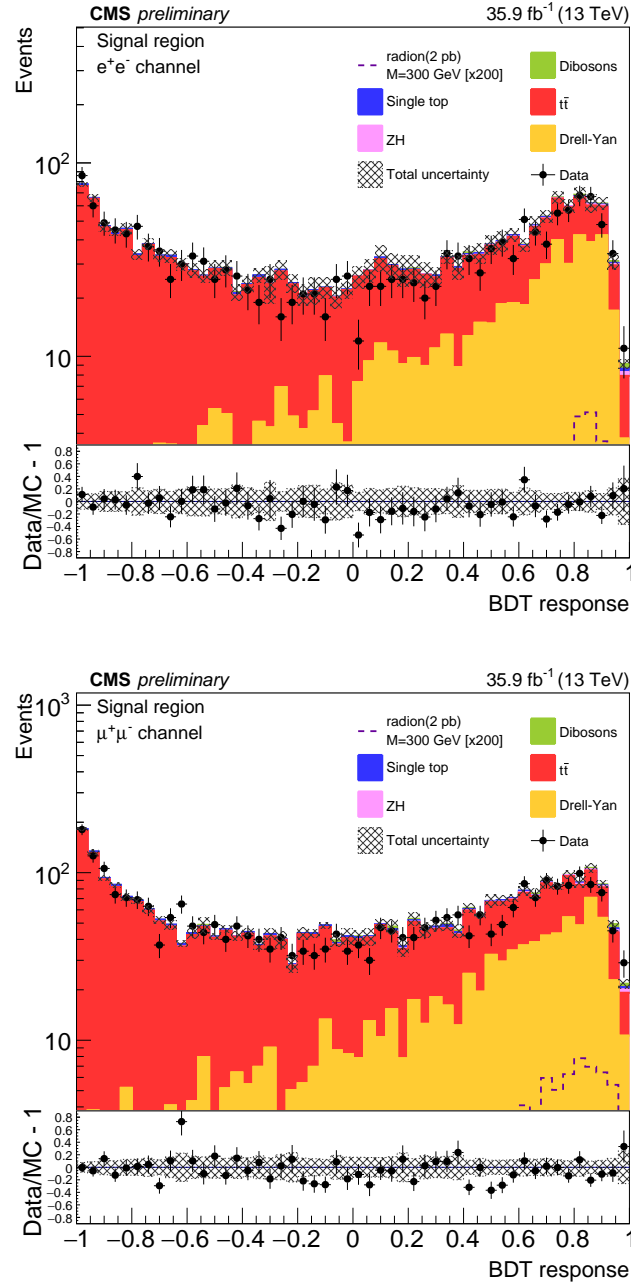 CMS preliminary 35.9 fb⁻¹ (13 TeV)
Signal region
e⁺e⁻ channel
radion(2 pb)
M=300 GeV [x200]
Dibosons
Single top
tt̄
ZH
Drell-Yan
Total uncertainty
Data
Events
10²
10
Data/MC - 1
0.8
0.6
0.4
0.2
0
−0.2
−0.4
−0.6
−0.8
−1 −0.8 −0.6 −0.4 −0.2 0 0.2 0.4 0.6 0.8 1
BDT response
CMS preliminary 35.9 fb⁻¹ (13 TeV)
Signal region
μ⁺μ⁻ channel
radion(2 pb)
M=300 GeV [x200]
Dibosons
Single top
tt̄
ZH
Drell-Yan
Total uncertainty
Data
Events
10³
10²
10
Data/MC - 1
0.8
0.6
0.4
0.2
0
−0.2
−0.4
−0.6
−0.8
−1 −0.8 −0.6 −0.4 −0.2 0 0.2 0.4 0.6 0.8 1
BDT response